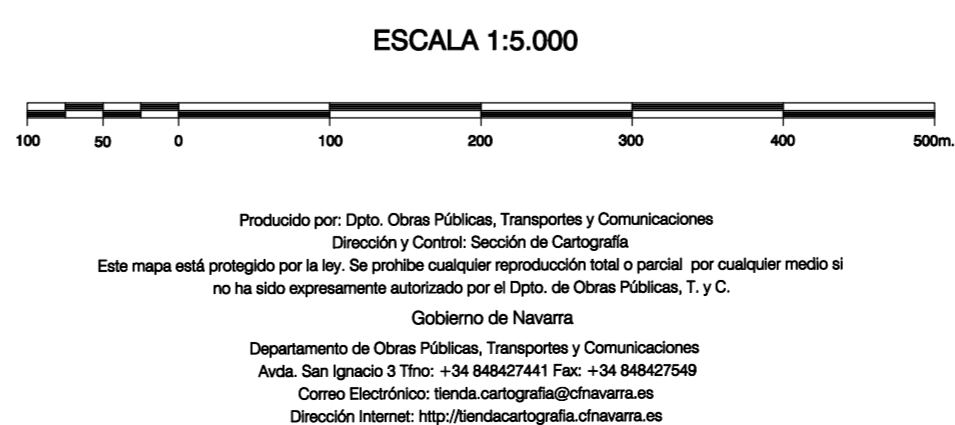 ESCALA 1:5.000
100 50 0 100 200 300 400 500m.
Producido por: Dpto. Obras Públicas, Transportes y Comunicaciones
Dirección y Control: Sección de Cartografía
Este mapa está protegido por la ley. Se prohibe cualquier reproducción total o parcial por cualquier medio si
no ha sido expresamente autorizado por el Dpto. de Obras Públicas, T. y C.
Gobierno de Navarra
Departamento de Obras Públicas, Transportes y Comunicaciones
Avda. San Ignacio 3 Tfno: +34 848427441 Fax: +34 848427549
Correo Electrónico: tienda.cartografia@cfnavarra.es
Dirección Internet: http://tiendacartografia.cfnavarra.es